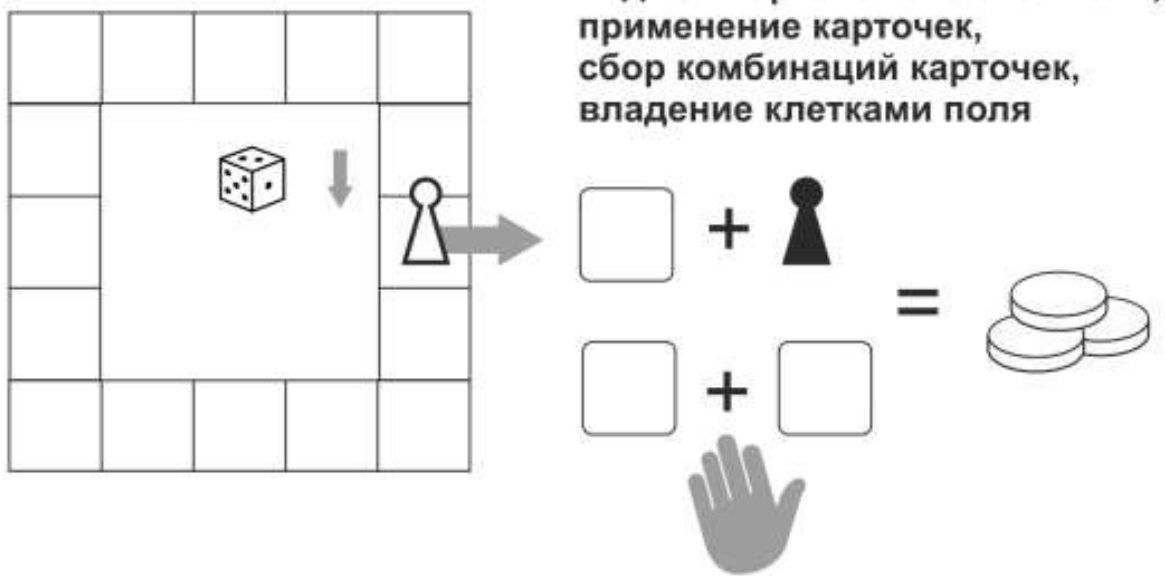 применение карточек,
сбор комбинаций карточек,
владение клетками поля